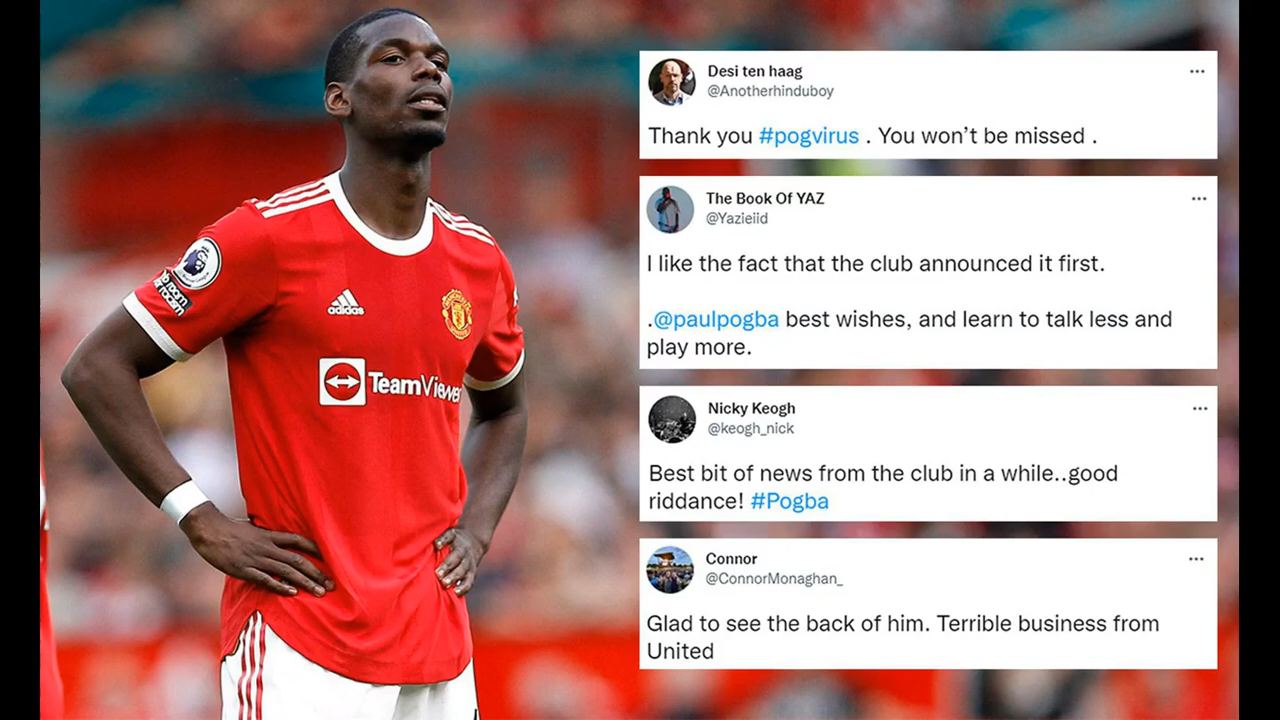 Desi ten haag
@Anotherhinduboy
Thank you #pogvirus . You won’t be missed .
The Book Of YAZ
@Yazieiid
I like the fact that the club announced it first.
.@paulpogba best wishes, and learn to talk less and
play more.
Nicky Keogh
@keogh_nick
Best bit of news from the club in a while..good
riddance! #Pogba
Connor
@ConnorMonaghan_
Glad to see the back of him. Terrible business from
United
adidas
TeamViewer